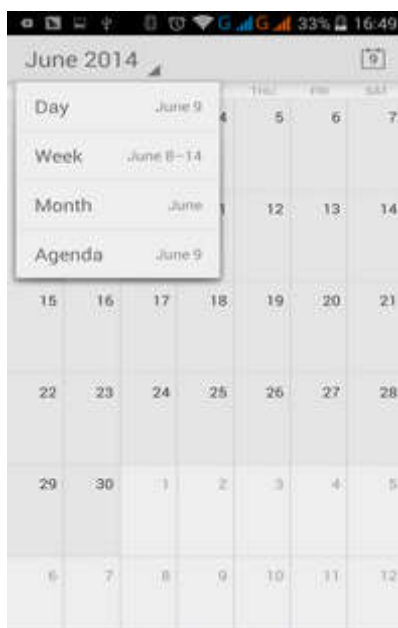 G G 33% 16:49
June 2014 9
THU FRI SAT
Day June 9 4 5 6 7
Week June 8–14
Month June 1 12 13 14
Agenda June 9
15 16 17 18 19 20 21
22 23 24 25 26 27 28
29 30 1 2 3 4 5
6 7 8 9 10 11 12